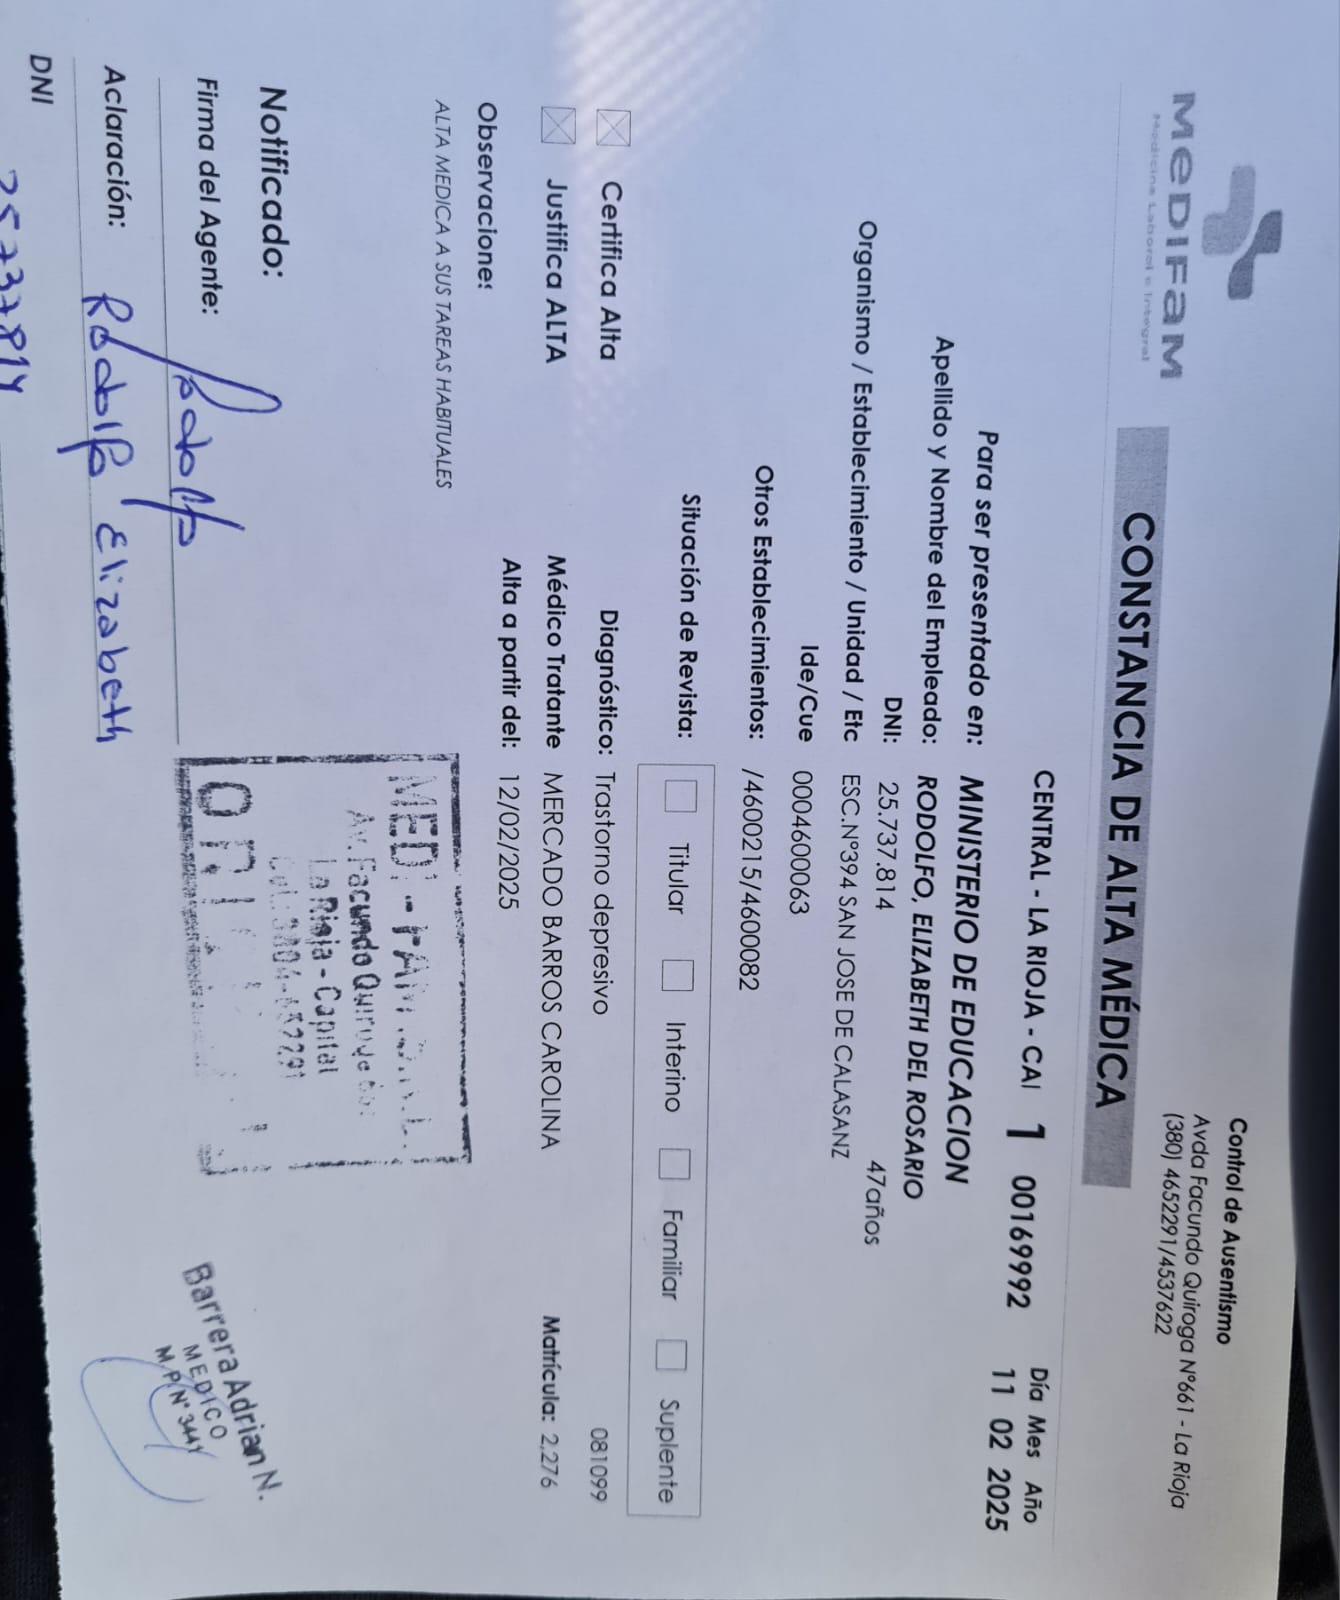 MEDIFAM
Medicina Laboral e Integral
Control de Ausentismo
Avda Facundo Quiroga Nº661 - La Rioja
(380) 4652291/4537622
CONSTANCIA DE ALTA MÉDICA
CENTRAL - LA RIOJA - CAI 1 00169992
Día Mes Año
11 02 2025
Para ser presentado en: MINISTERIO DE EDUCACION
Apellido y Nombre del Empleado: RODOLFO, ELIZABETH DEL ROSARIO
DNI: 25.737.814 47años
Organismo / Establecimiento / Unidad / Etc ESC.Nº394 SAN JOSE DE CALASANZ
Ide/Cue 0004600063
Otros Establecimientos: /4600215/4600082
Situación de Revista: Titular Interino Familiar Suplente
Certifica Alta Diagnóstico: Trastorno depresivo 081099
Justifica ALTA Médico Tratante MERCADO BARROS CAROLINA Matrícula: 2.276
Alta a partir del: 12/02/2025
Observaciones
ALTA MEDICA A SUS TAREAS HABITUALES
Notificado:
Firma del Agente: Rodolfo
Aclaración: Rodolfo Elizabeth
DNI 25737814
MEDI-FAM S.R.L.
Av. Facundo Quiroga
La Rioja - Capital
Barrera Adrian N.
MEDICO
M.P. Nº 3441